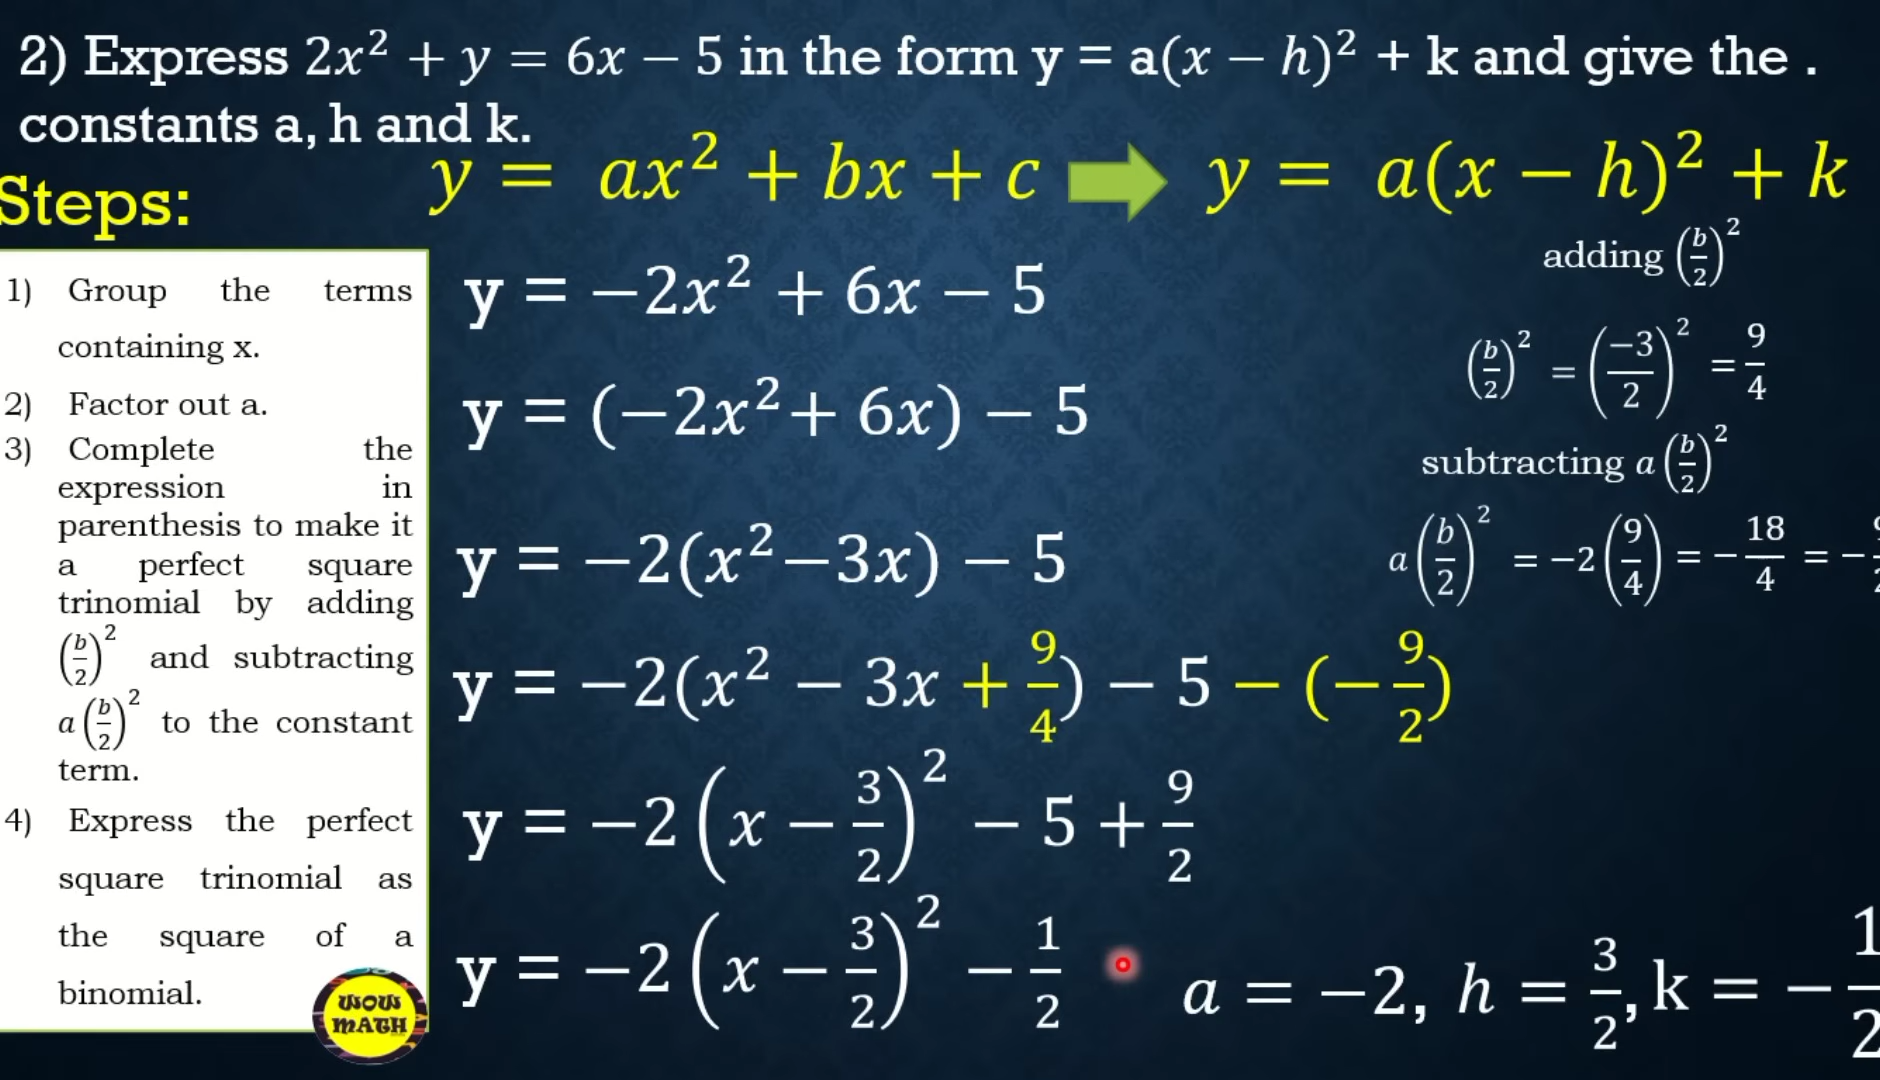 2) Express 2x² + y = 6x − 5 in the form y = a(x − h)² + k and give the .
constants a, h and k.
y = ax² + bx + c
y = a(x − h)² + k
Steps:
1) Group the terms
containing x.
2) Factor out a.
3) Complete the
expression in
parenthesis to make it
a perfect square
trinomial by adding
(b/2)² and subtracting
a(b/2)² to the constant
term.
4) Express the perfect
square trinomial as
the square of a
binomial.
WOW
MATH
y = −2x² + 6x − 5
y = (−2x²+ 6x) − 5
y = −2(x²−3x) − 5
y = −2(x² − 3x + 9/4) − 5 − (−9/2)
y = −2(x − 3/2)² − 5 + 9/2
y = −2(x − 3/2)² − 1/2
adding (b/2)²
(b/2)² = (−3/2)² = 9/4
subtracting a(b/2)²
a(b/2)² = −2(9/4) = −18/4 = −
a = −2, h = 3/2, k = −1/2